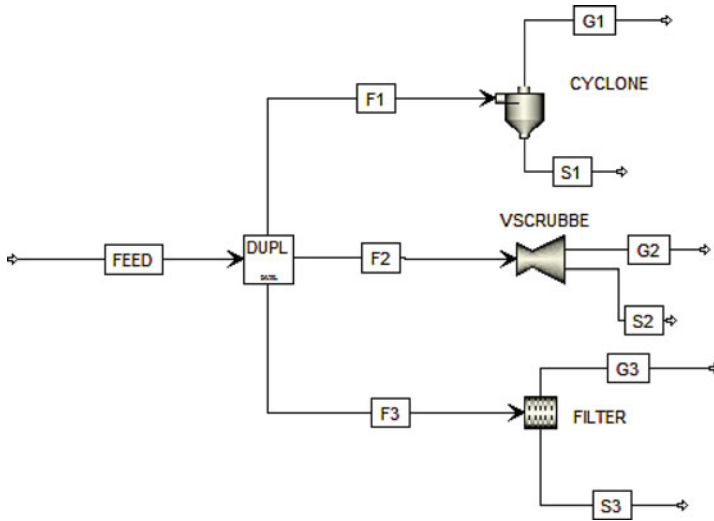 G1
CYCLONE
F1
S1
VSCRUBBE
DUPL
FEED
F2
G2
S2
G3
F3
FILTER
S3